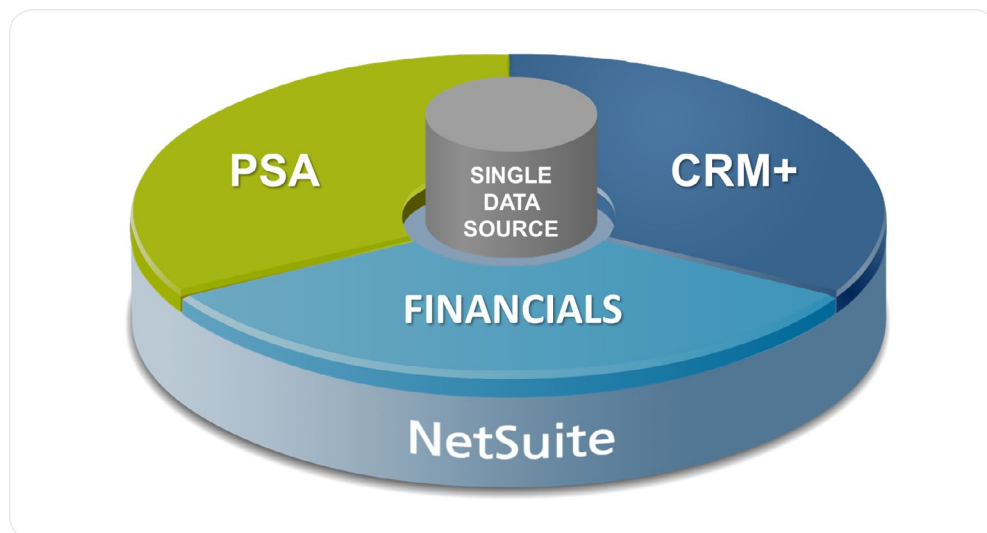 PSA
CRM+
SINGLE
DATA
SOURCE
FINANCIALS
NetSuite